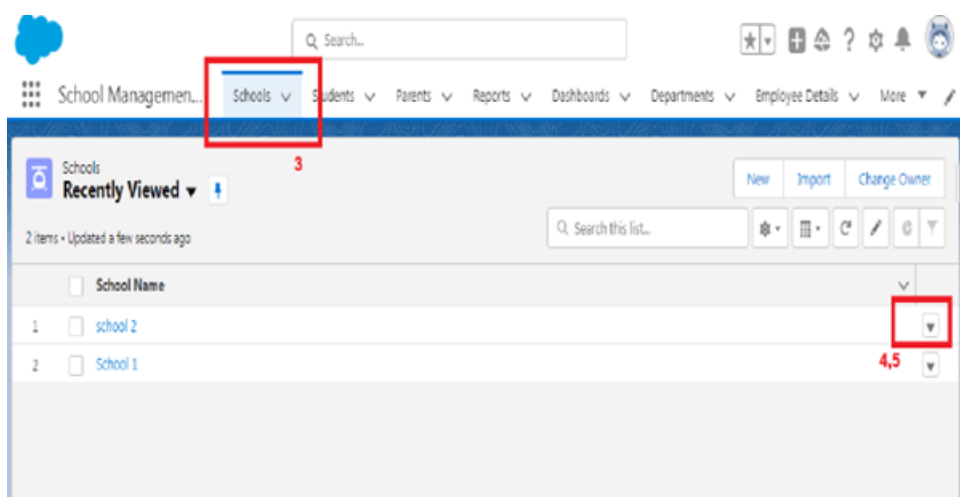 Search...
School Managemen...
Schools
Students
Parents
Reports
Dashboards
Departments
Employee Details
More
3
Schools
Recently Viewed
New
Import
Change Owner
2 items • Updated a few seconds ago
Search this list...
School Name
1
school 2
2
School 1
4,5